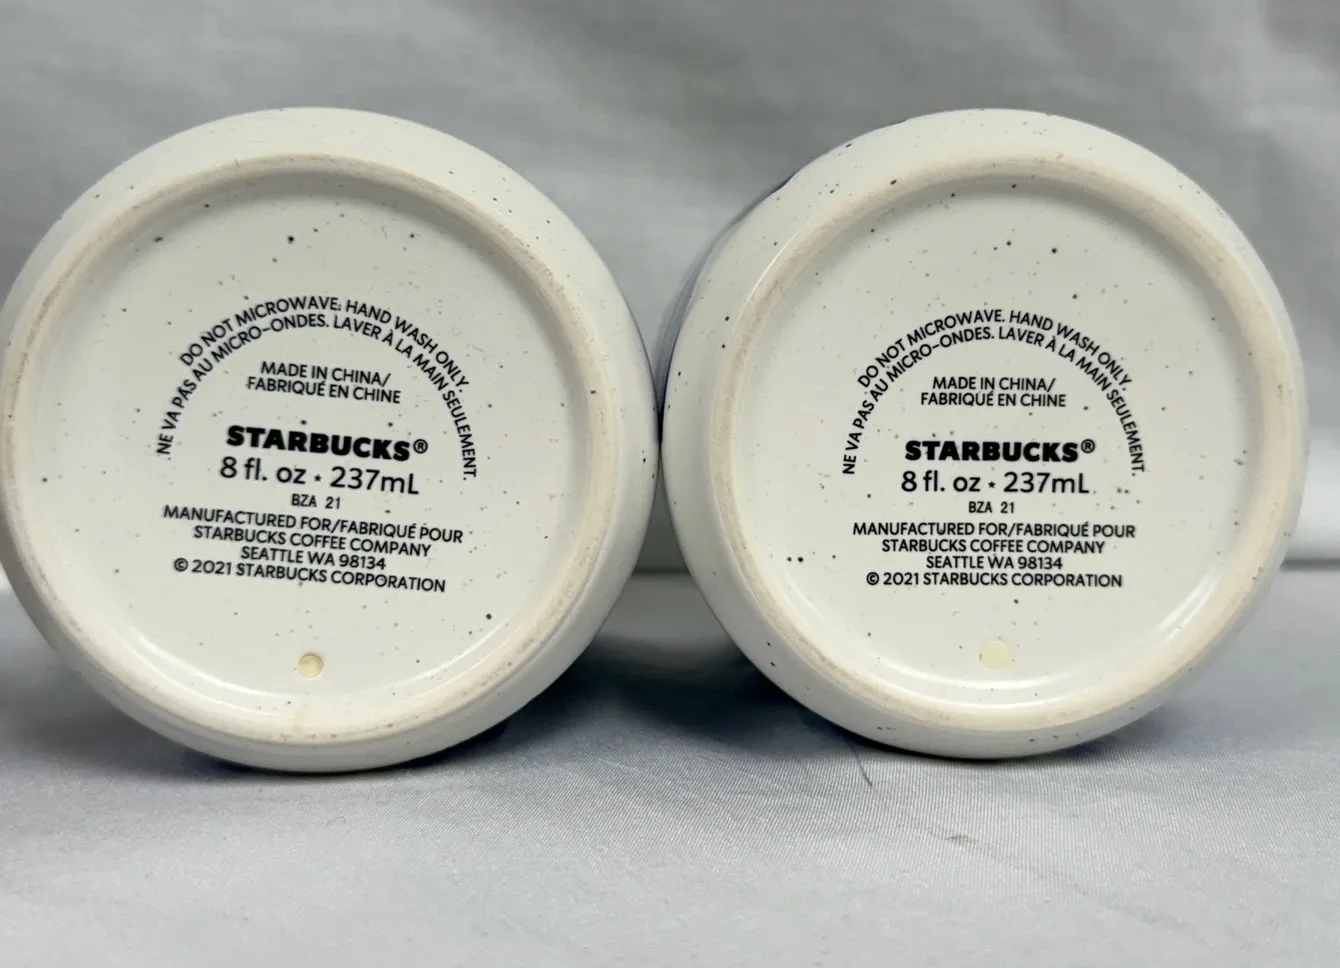 DO NOT MICROWAVE. HAND WASH ONLY.
NE VA PAS AU MICRO-ONDES. LAVER À LA MAIN SEULEMENT.
MADE IN CHINA/
FABRIQUÉ EN CHINE
STARBUCKS®
8 fl. oz • 237mL
BZA 21
MANUFACTURED FOR/FABRIQUÉ POUR
STARBUCKS COFFEE COMPANY
SEATTLE WA 98134
© 2021 STARBUCKS CORPORATION
DO NOT MICROWAVE. HAND WASH ONLY.
NE VA PAS AU MICRO-ONDES. LAVER À LA MAIN SEULEMENT.
MADE IN CHINA/
FABRIQUÉ EN CHINE
STARBUCKS®
8 fl. oz • 237mL
BZA 21
MANUFACTURED FOR/FABRIQUÉ POUR
STARBUCKS COFFEE COMPANY
SEATTLE WA 98134
© 2021 STARBUCKS CORPORATION